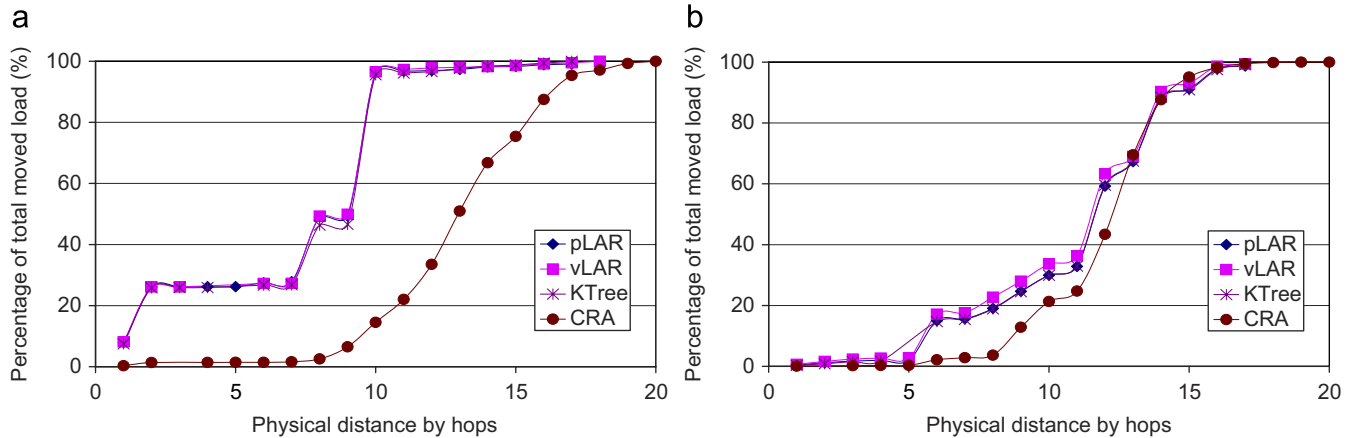 a
Percentage of total moved load (%)
100
80
60
40
20
0
pLAR
vLAR
KTree
CRA
0
5
10
15
20
Physical distance by hops
b
Percentage of total moved load (%)
100
80
60
40
20
0
pLAR
vLAR
KTree
CRA
0
5
10
15
20
Physical distance by hops